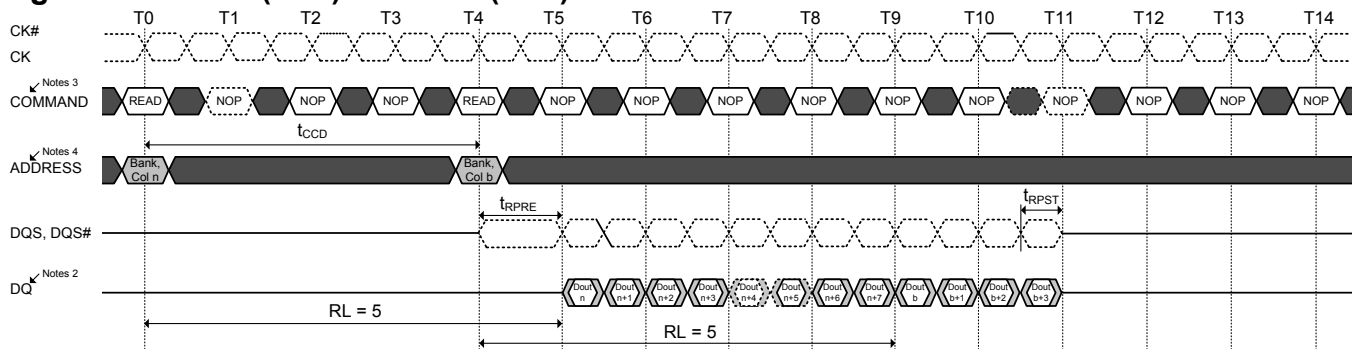 T0 T1 T2 T3 T4 T5 T6 T7 T8 T9 T10 T11 T12 T13 T14
CK#
CK
Notes 3
COMMAND READ NOP NOP NOP READ NOP NOP NOP NOP NOP NOP NOP NOP NOP NOP
tCCD
Notes 4
ADDRESS Bank, Col n Bank, Col b
tRPRE tRPST
DQS, DQS#
Notes 2
DQ Dout n Dout n+1 Dout n+2 Dout n+3 Dout n+4 Dout n+5 Dout n+6 Dout n+7 Dout b Dout b+1 Dout b+2 Dout b+3
RL = 5
RL = 5